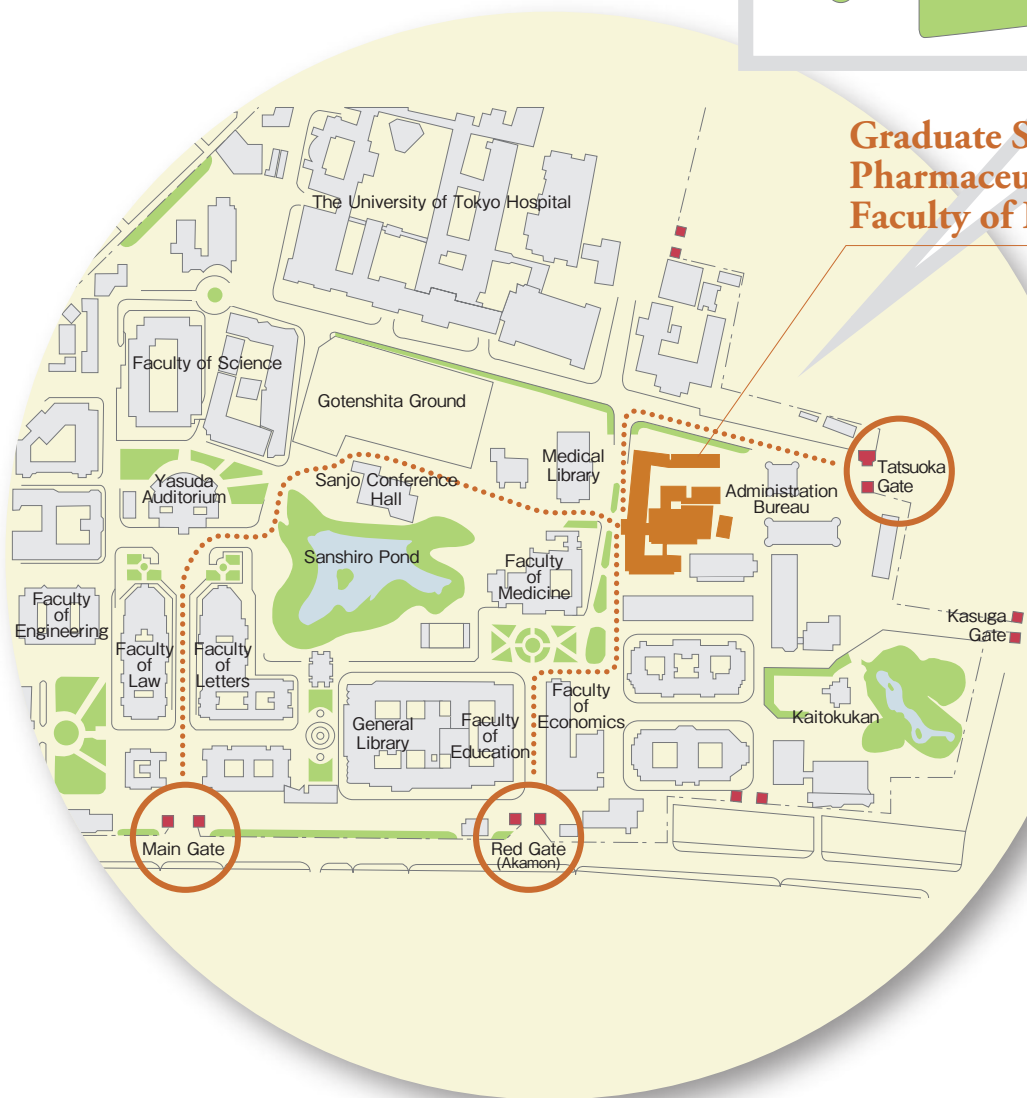 Graduate S
Pharmaceu
Faculty of
The University of Tokyo Hospital
Faculty of Science
Gotenshita Ground
Medical
Library
Yasuda
Auditorium
Sanjo Conference
Hall
Administration
Bureau
Tatsuoka
Gate
Sanshiro Pond
Faculty
of
Medicine
Faculty
of
Engineering
Faculty
of
Law
Faculty
of
Letters
Kasuga
Gate
General
Library
Faculty
of
Education
Faculty
of
Economics
Kaitokukan
Main Gate
Red Gate
(Akamon)